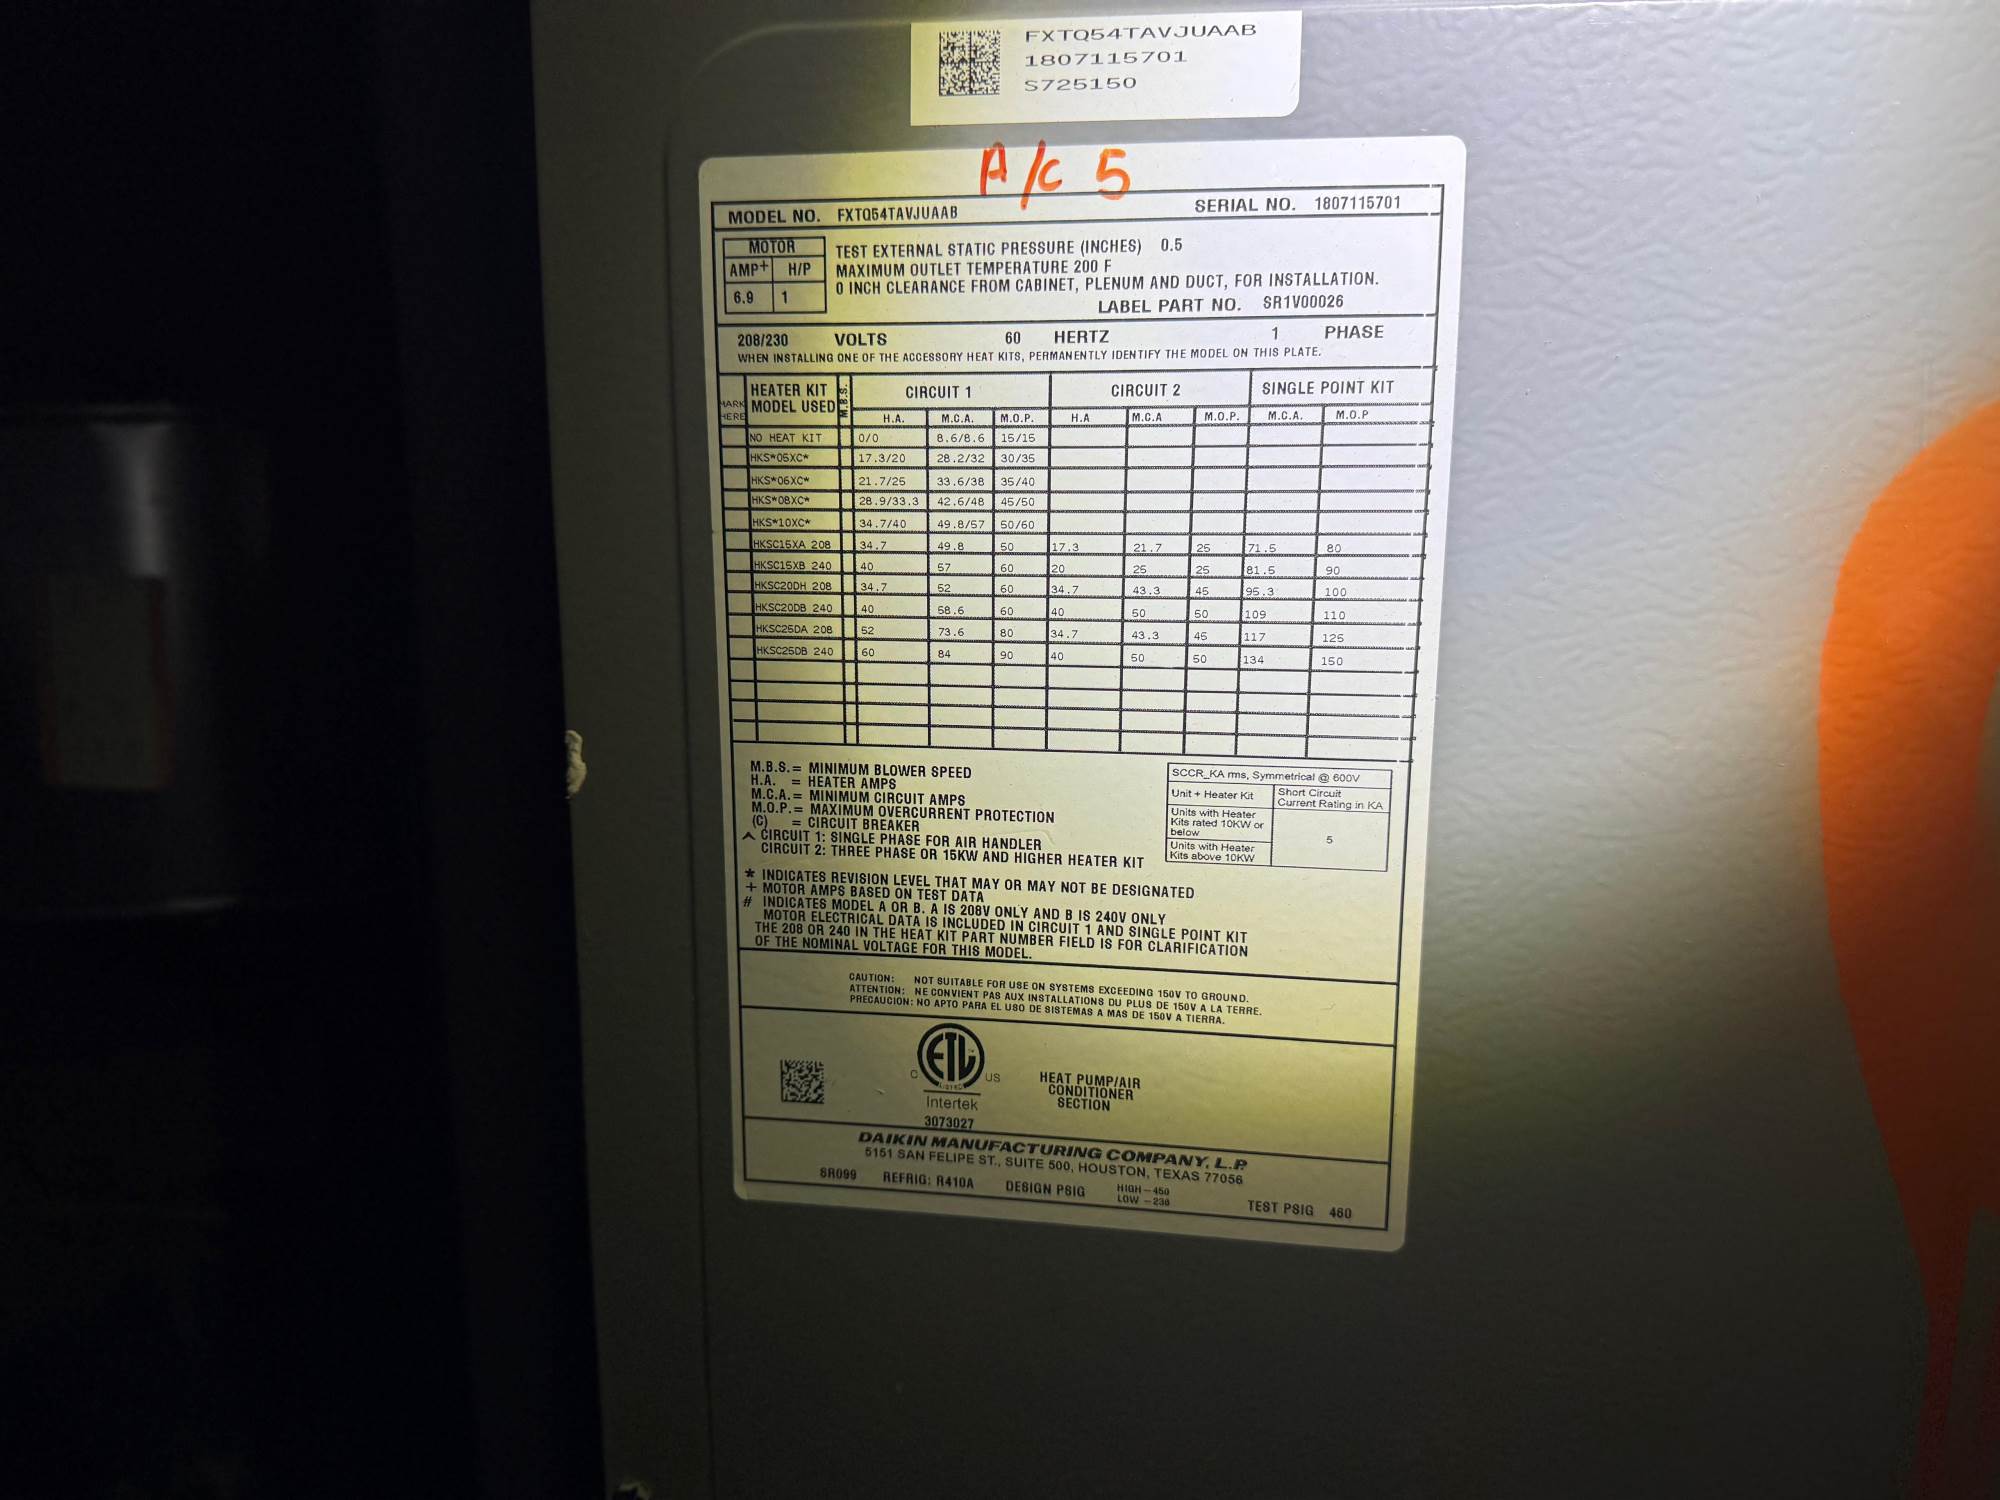 FXTQ54TAVJUAAB
1807115701
S725150
A/C 5
MODEL NO. FXTQ54TAVJUAAB SERIAL NO. 1807115701
MOTOR
AMP+ H/P
6.9 1
TEST EXTERNAL STATIC PRESSURE (INCHES) 0.5
MAXIMUM OUTLET TEMPERATURE 200 F
0 INCH CLEARANCE FROM CABINET, PLENUM AND DUCT, FOR INSTALLATION.
LABEL PART NO. SR1V00026
208/230 VOLTS 60 HERTZ 1 PHASE
WHEN INSTALLING ONE OF THE ACCESSORY HEAT KITS, PERMANENTLY IDENTIFY THE MODEL ON THIS PLATE.
MARK HERE HEATER KIT MODEL USED M.B.S. CIRCUIT 1 CIRCUIT 2 SINGLE POINT KIT
H.A. M.C.A. M.O.P. H.A M.C.A M.O.P. M.C.A. M.O.P
NO HEAT KIT 0/0 8.6/8.6 15/15
HKS*05XC* 17.3/20 28.2/32 30/35
HKS*06XC* 21.7/25 33.6/38 35/40
HKS*08XC* 28.9/33.3 42.6/48 45/50
HKS*10XC* 34.7/40 49.8/57 50/60
HKSC15XA 208 34.7 49.8 50 17.3 21.7 25 71.5 80
HKSC15XB 240 40 57 60 20 25 25 81.5 90
HKSC20DH 208 34.7 52 60 34.7 43.3 45 95.3 100
HKSC20DB 240 40 58.6 60 40 50 50 109 110
HKSC25DA 208 52 73.6 80 34.7 43.3 45 117 125
HKSC25DB 240 60 84 90 40 50 50 134 150
M.B.S. = MINIMUM BLOWER SPEED
H.A. = HEATER AMPS
M.C.A. = MINIMUM CIRCUIT AMPS
M.O.P. = MAXIMUM OVERCURRENT PROTECTION
(C) = CIRCUIT BREAKER
^ CIRCUIT 1: SINGLE PHASE FOR AIR HANDLER
CIRCUIT 2: THREE PHASE OR 15KW AND HIGHER HEATER KIT
SCCR_KA rms, Symmetrical @ 600V
Unit + Heater Kit Short Circuit Current Rating in KA
Units with Heater Kits rated 10KW or below
5
Units with Heater Kits above 10KW
* INDICATES REVISION LEVEL THAT MAY OR MAY NOT BE DESIGNATED
+ MOTOR AMPS BASED ON TEST DATA
# INDICATES MODEL A OR B. A IS 208V ONLY AND B IS 240V ONLY
MOTOR ELECTRICAL DATA IS INCLUDED IN CIRCUIT 1 AND SINGLE POINT KIT
THE 208 OR 240 IN THE HEAT KIT PART NUMBER FIELD IS FOR CLARIFICATION
OF THE NOMINAL VOLTAGE FOR THIS MODEL.
CAUTION: NOT SUITABLE FOR USE ON SYSTEMS EXCEEDING 150V TO GROUND.
ATTENTION: NE CONVIENT PAS AUX INSTALLATIONS DU PLUS DE 150V A LA TERRE.
PRECAUCION: NO APTO PARA EL USO DE SISTEMAS A MAS DE 150V A TIERRA.
ETL
LISTED
C US
Intertek
3073027
HEAT PUMP/AIR
CONDITIONER
SECTION
DAIKIN MANUFACTURING COMPANY, L.P.
5151 SAN FELIPE ST., SUITE 500, HOUSTON, TEXAS 77056
SR099 REFRIG: R410A DESIGN PSIG HIGH – 450 LOW – 236 TEST PSIG 460